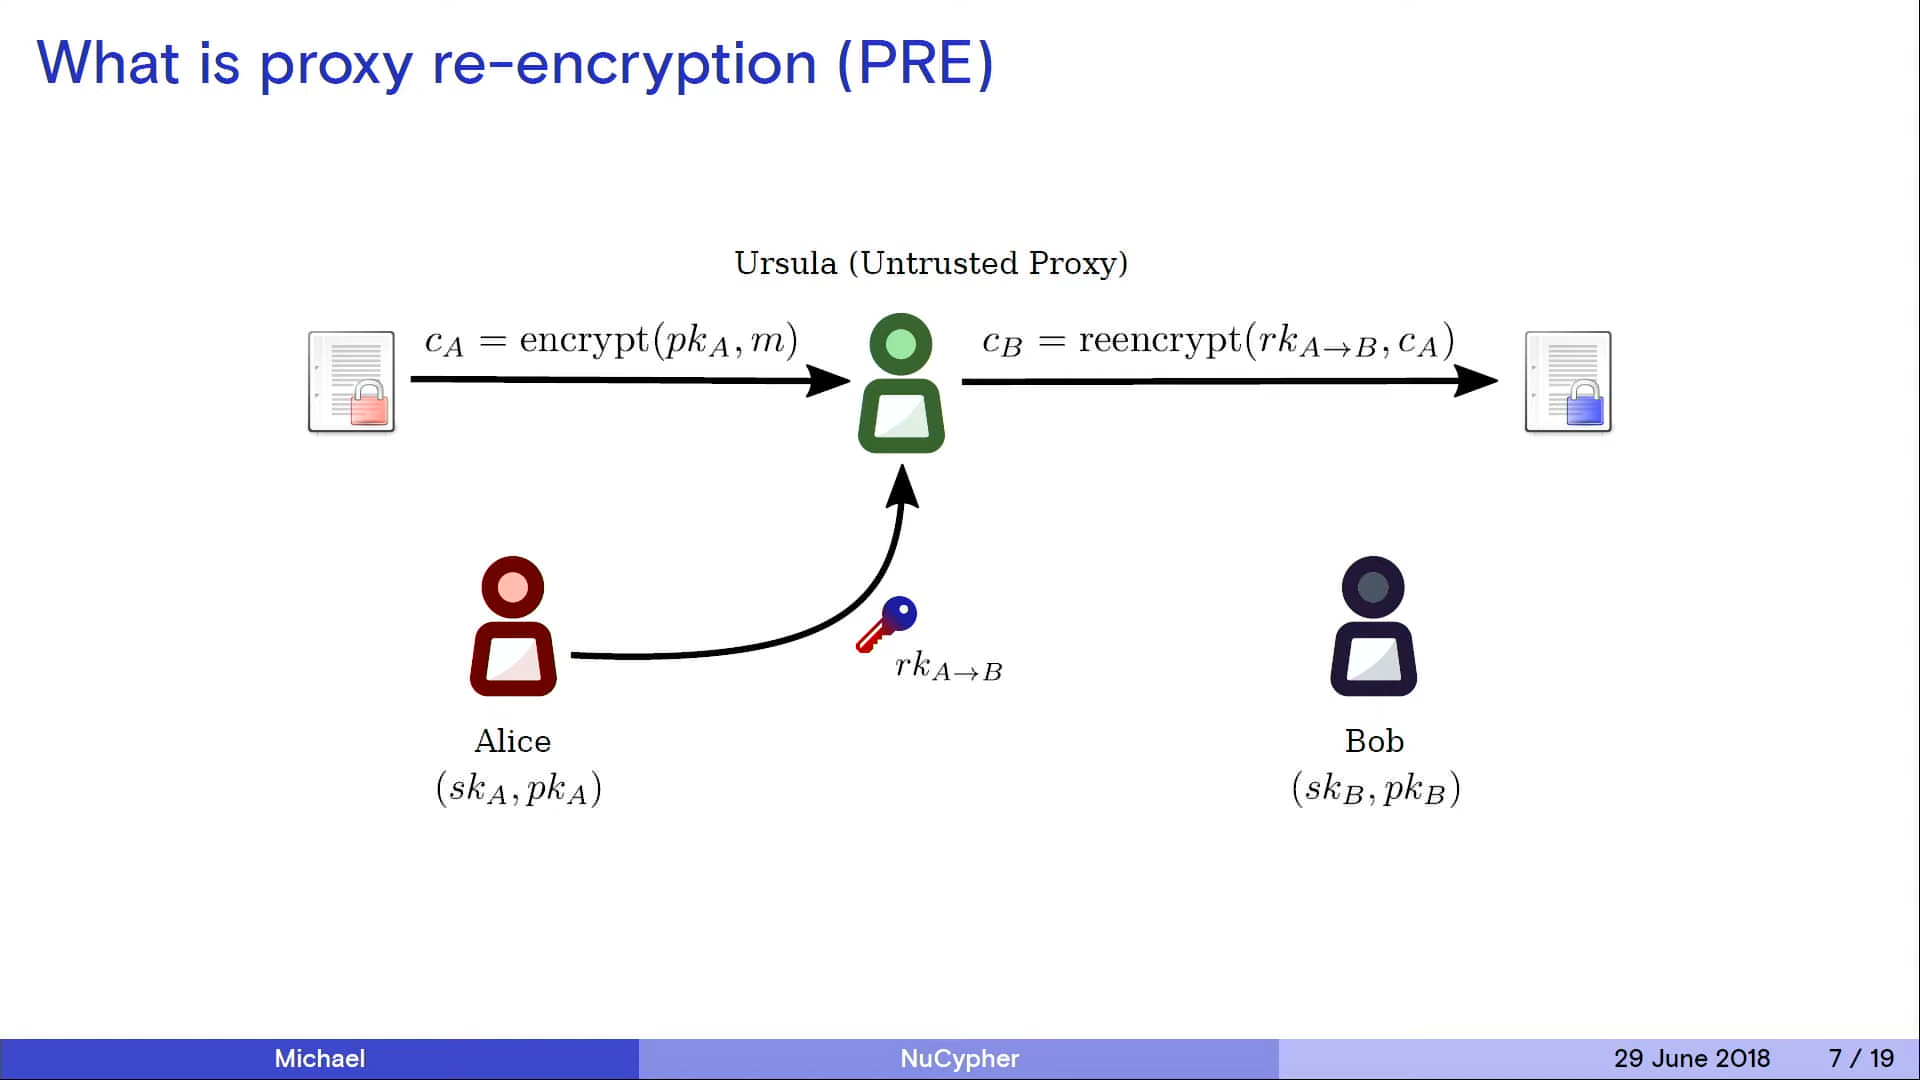 What is proxy re-encryption (PRE)
Ursula (Untrusted Proxy)
c_A = encrypt(pk_A, m)
c_B = reencrypt(rk_{A→B}, c_A)
rk_{A→B}
Alice
(sk_A, pk_A)
Bob
(sk_B, pk_B)
Michael
NuCypher
29 June 2018
7 / 19